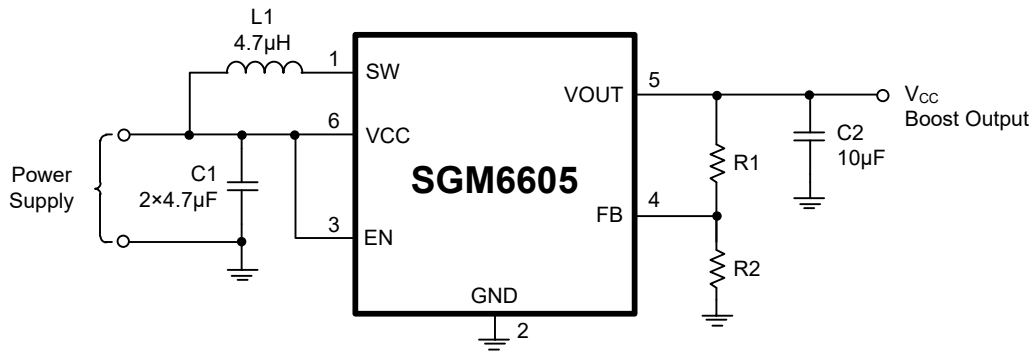 L1
4.7µH
1
SW
VOUT
5
V_CC
Boost Output
6
VCC
C2
10µF
R1
Power
Supply
C1
2×4.7µF
SGM6605
4
FB
3
EN
R2
GND
2